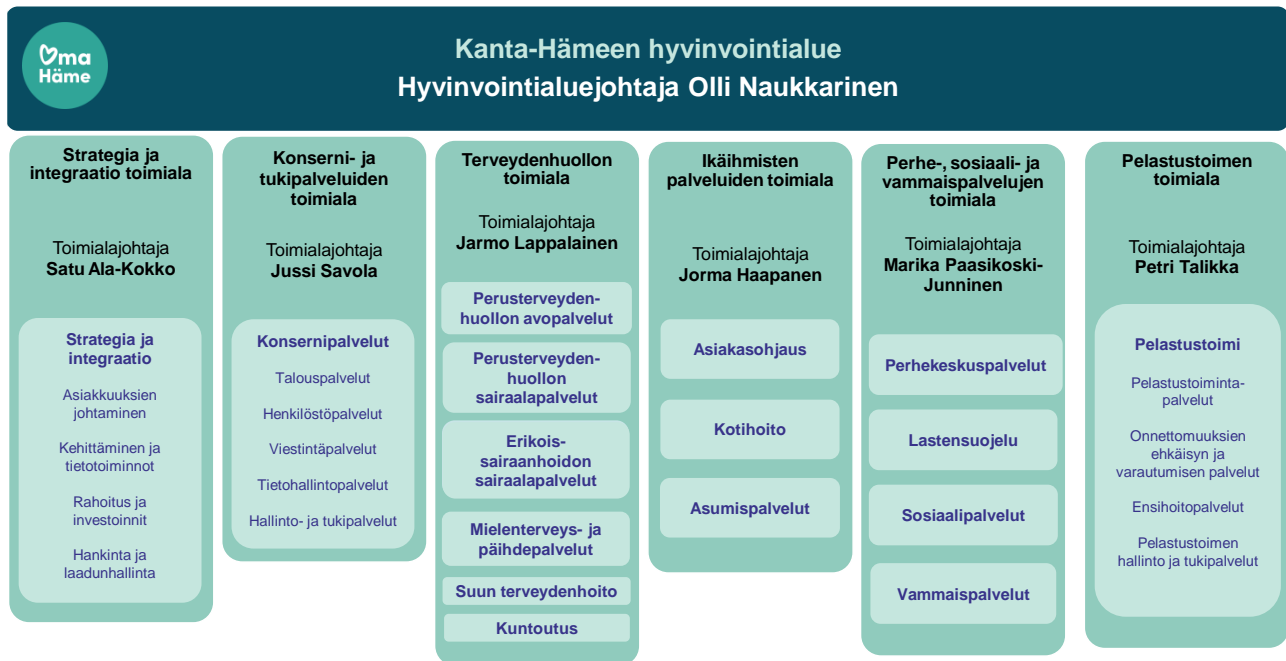 Oma
Häme
Kanta-Hämeen hyvinvointialue
Hyvinvointialuejohtaja Olli Naukkarinen
Strategia ja
integraatio toimiala
Toimialajohtaja
Satu Ala-Kokko
Strategia ja
integraatio
Asiakkuuksien
johtaminen
Kehittäminen ja
tietotoiminnot
Rahoitus ja
investoinnit
Hankinta ja
laadunhallinta
Konserni- ja
tukipalveluiden
toimiala
Toimialajohtaja
Jussi Savola
Konsernipalvelut
Talouspalvelut
Henkilöstöpalvelut
Viestintäpalvelut
Tietohallintopalvelut
Hallinto- ja tukipalvelut
Terveydenhuollon
toimiala
Toimialajohtaja
Jarmo Lappalainen
Perusterveyden-
huollon avopalvelut
Perusterveyden-
huollon
sairaalapalvelut
Erikois-
sairaanhoidon
sairaalapalvelut
Mielenterveys- ja
päihdepalvelut
Suun terveydenhoito
Kuntoutus
Ikäihmisten
palveluiden toimiala
Toimialajohtaja
Jorma Haapanen
Asiakasohjaus
Kotihoito
Asumispalvelut
Perhe-, sosiaali- ja
vammaispalvelujen
toimiala
Toimialajohtaja
Marika Paasikoski-
Junninen
Perhekeskuspalvelut
Lastensuojelu
Sosiaalipalvelut
Vammaispalvelut
Pelastustoimen
toimiala
Toimialajohtaja
Petri Talikka
Pelastustoimi
Pelastustoiminta-
palvelut
Onnettomuuksien
ehkäisyn ja
varautumisen palvelut
Ensihoitopalvelut
Pelastustoimen
hallinto ja tukipalvelut